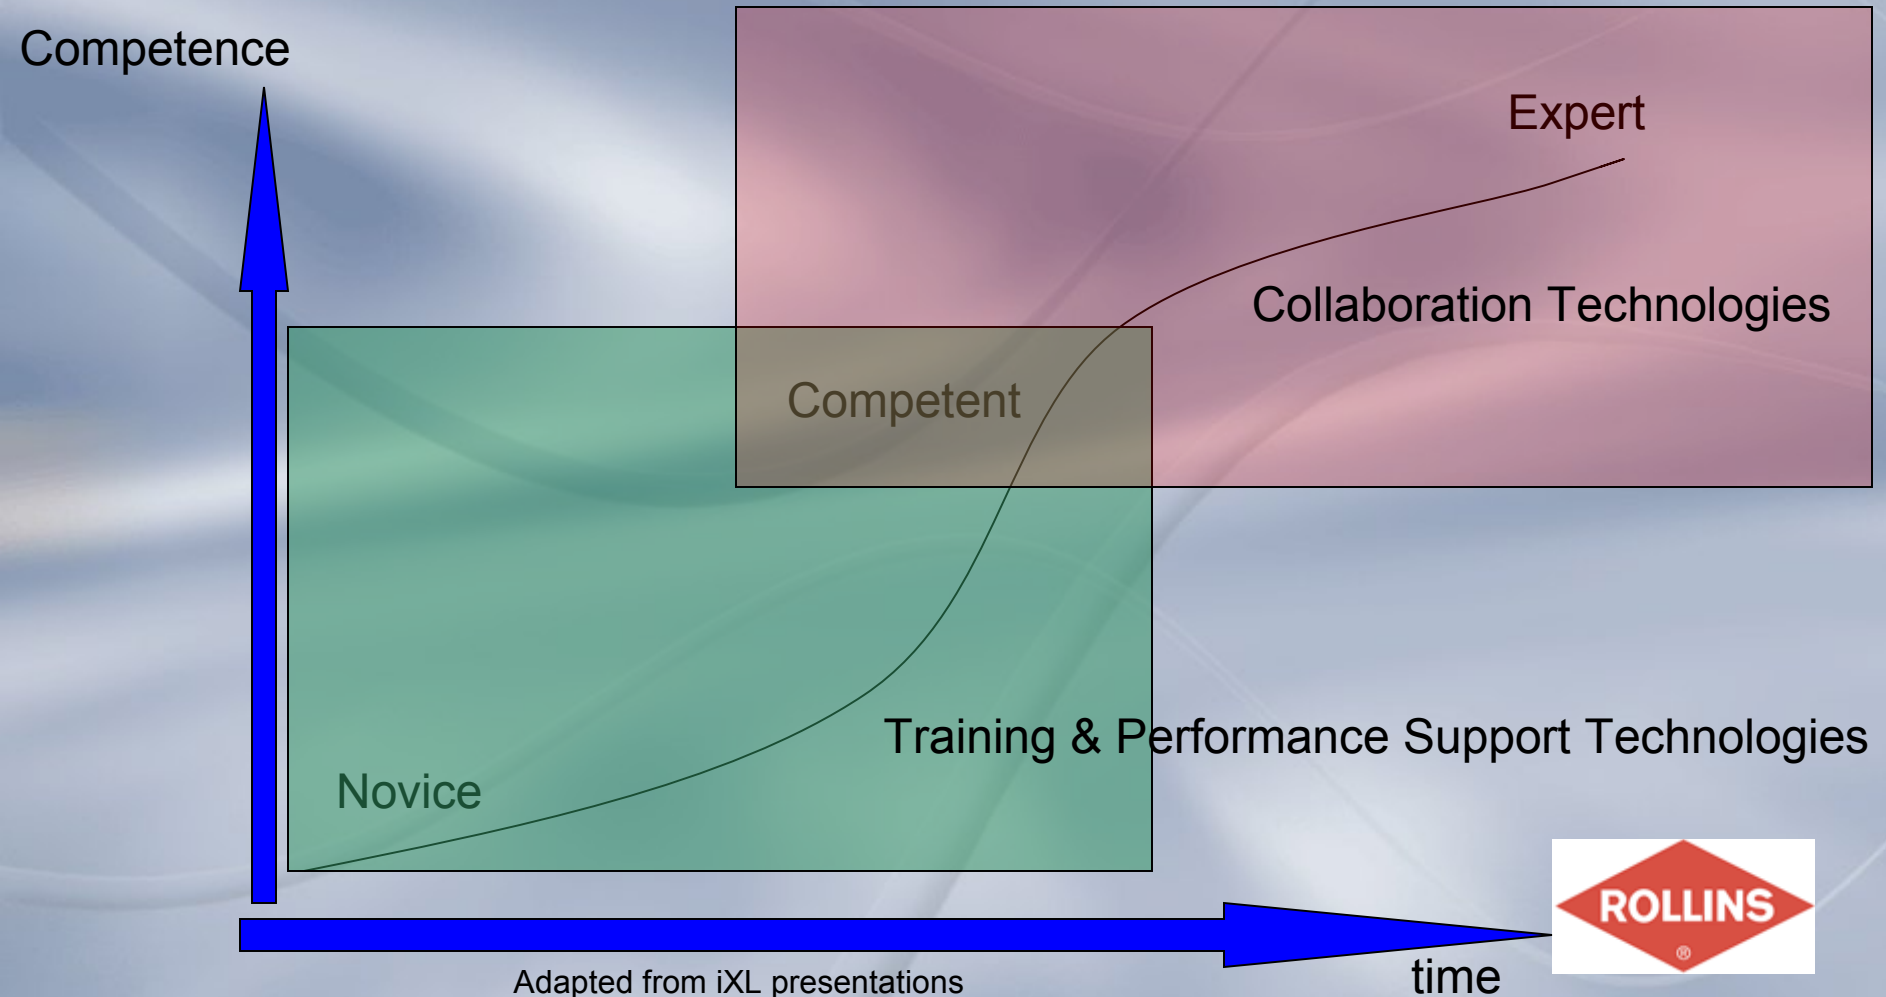 Competence
Expert
Collaboration Technologies
Competent
Training & Performance Support Technologies
Novice
ROLLINS
®
time
Adapted from iXL presentations